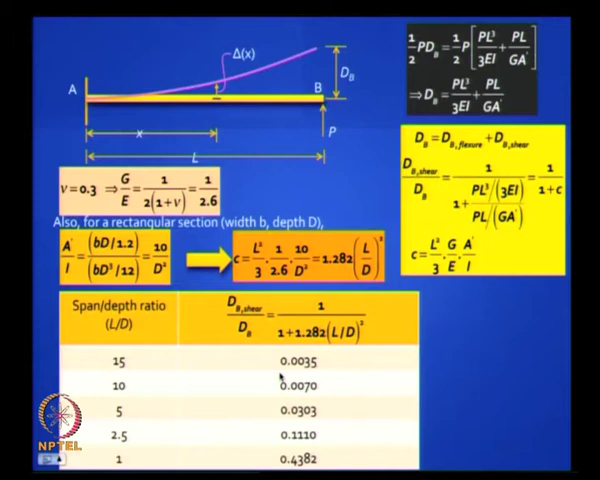 Δ(x)
A
B
D_B
x
P
L
½PD_B = ½P[PL³/3EI + PL/GA']
⇒ D_B = PL³/3EI + PL/GA'
D_B = D_B,flexure + D_B,shear
D_B,shear/D_B = 1/(1 + (PL³/(3EI))/(PL/(GA'))) = 1/(1+c)
c = L²/3 · G/E · A'/I
ν = 0.3 ⇒ G/E = 1/2(1+ν) = 1/2.6
Also, for a rectangular section (width b, depth D),
A'/I = (bD/1.2)/(bD³/12) = 10/D²
c = L²/3 · 1/2.6 · 10/D² = 1.282(L/D)²
Span/depth ratio (L/D)
D_B,shear/D_B = 1/(1+1.282(L/D)²)
15 0.0035
10 0.0070
5 0.0303
2.5 0.1110
1 0.4382
NPTEL